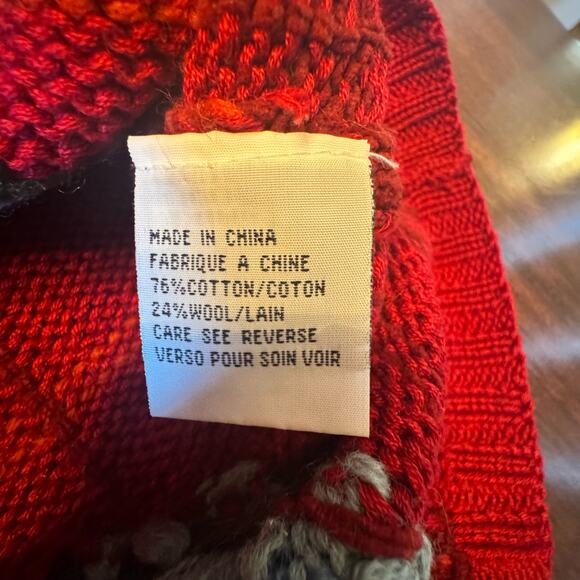 MADE IN CHINA
FABRIQUE A CHINE
76%COTTON/COTON
24%WOOL/LAIN
CARE SEE REVERSE
VERSO POUR SOIN VOIR